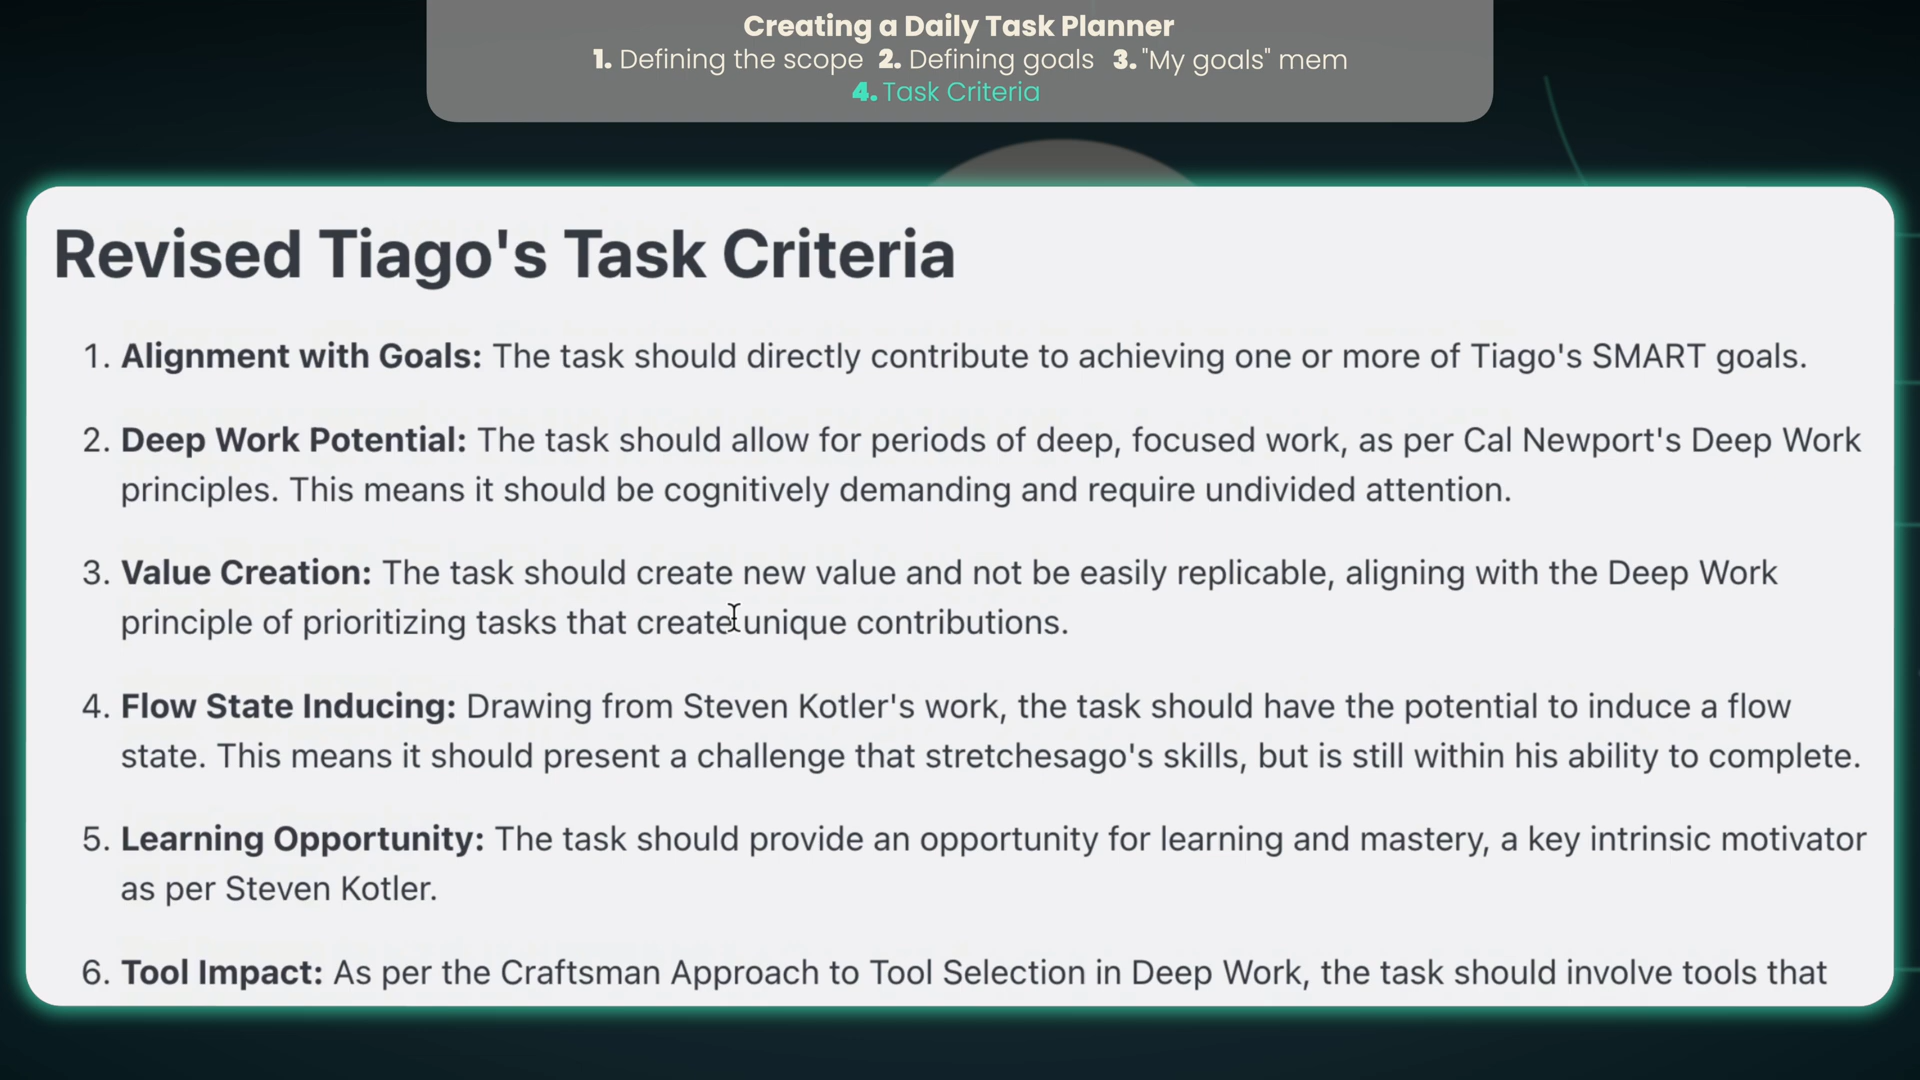 Creating a Daily Task Planner
1. Defining the scope 2. Defining goals 3. "My goals" mem
4. Task Criteria
Revised Tiago's Task Criteria
1. Alignment with Goals: The task should directly contribute to achieving one or more of Tiago's SMART goals.
2. Deep Work Potential: The task should allow for periods of deep, focused work, as per Cal Newport's Deep Work
principles. This means it should be cognitively demanding and require undivided attention.
3. Value Creation: The task should create new value and not be easily replicable, aligning with the Deep Work
principle of prioritizing tasks that create unique contributions.
4. Flow State Inducing: Drawing from Steven Kotler's work, the task should have the potential to induce a flow
state. This means it should present a challenge that stretchesago's skills, but is still within his ability to complete.
5. Learning Opportunity: The task should provide an opportunity for learning and mastery, a key intrinsic motivator
as per Steven Kotler.
6. Tool Impact: As per the Craftsman Approach to Tool Selection in Deep Work, the task should involve tools that